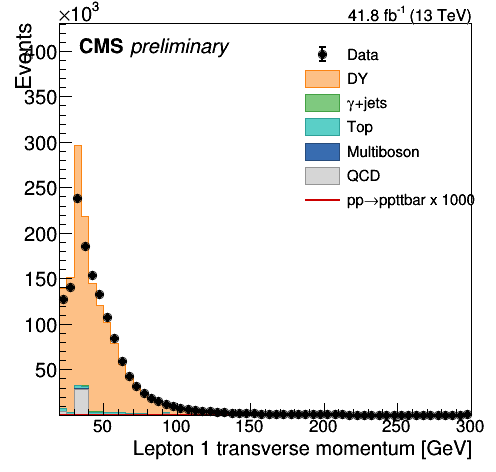 ×10³
41.8 fb⁻¹ (13 TeV)
CMS preliminary
Events
Data
DY
γ+jets
Top
Multiboson
QCD
pp→ppttbar x 1000
400
350
300
250
200
150
100
50
50 100 150 200 250 300
Lepton 1 transverse momentum [GeV]